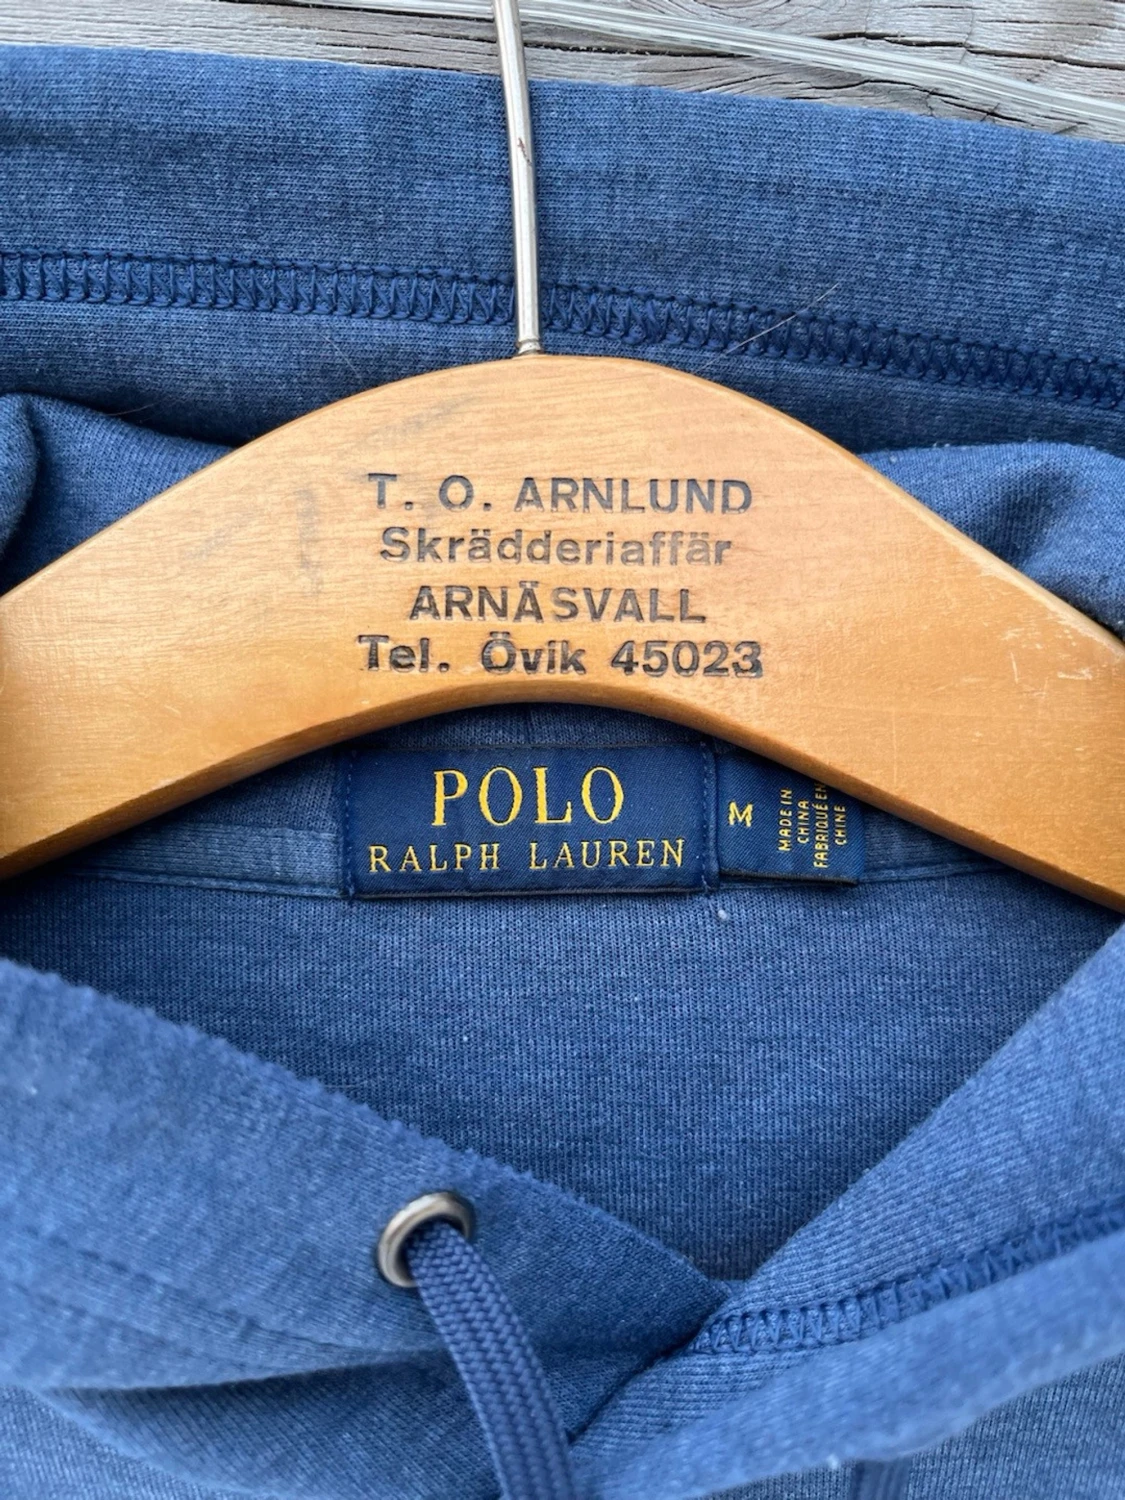 T. O. ARNLUND
Skrädderiaffär
ARNÄSVALL
Tel. Övik 45023
POLO
RALPH LAUREN
M
MADE IN
CHINA
FABRIQUÉ EN
CHINE